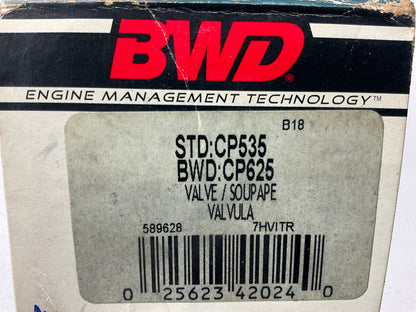 BWD®
ENGINE MANAGEMENT TECHNOLOGY™
B18
STD:CP535
BWD:CP625
VALVE / SOUPAPE
VALVULA
589628 7HVITR
0 25623 42024 0